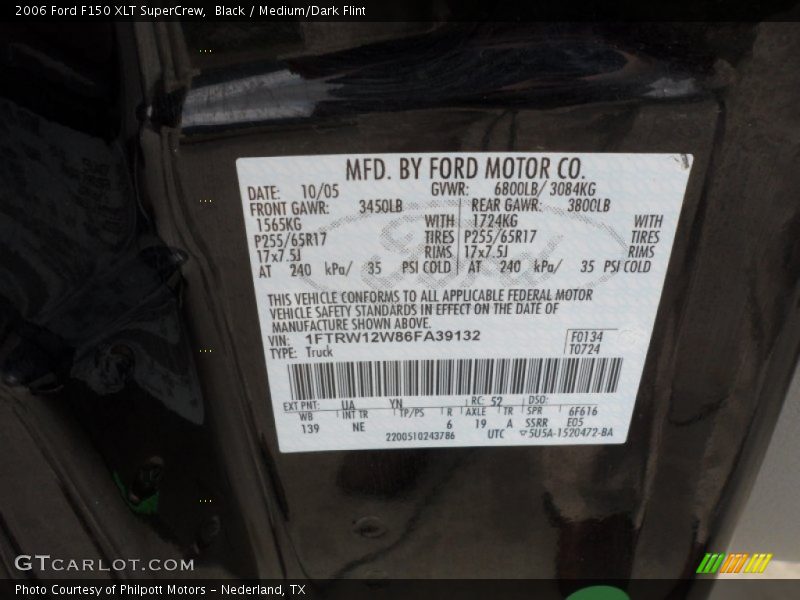 2006 Ford F150 XLT SuperCrew,  Black / Medium/Dark Flint
MFD. BY FORD MOTOR CO.
DATE: 10/05 GVWR: 6800LB/ 3084KG
FRONT GAWR: 3450LB REAR GAWR: 3800LB
1565KG WITH 1724KG WITH
P255/65R17 TIRES P255/65R17 TIRES
17x7.5J RIMS 17x7.5J RIMS
AT 240 kPa/ 35 PSI COLD AT 240 kPa/ 35 PSI COLD
THIS VEHICLE CONFORMS TO ALL APPLICABLE FEDERAL MOTOR
VEHICLE SAFETY STANDARDS IN EFFECT ON THE DATE OF
MANUFACTURE SHOWN ABOVE.
VIN: 1FTRW12W86FA39132 F0134
TYPE: Truck T0724
EXT PNT: UA YN RC: 52 DSO:
WB INT TR TP/PS R AXLE TR SPR 6F616
139 NE 6 19 A SSRR E05
2200510243786 UTC ▽5U5A-1520472-BA
GTCARLOT.COM
Photo Courtesy of Philpott Motors - Nederland, TX